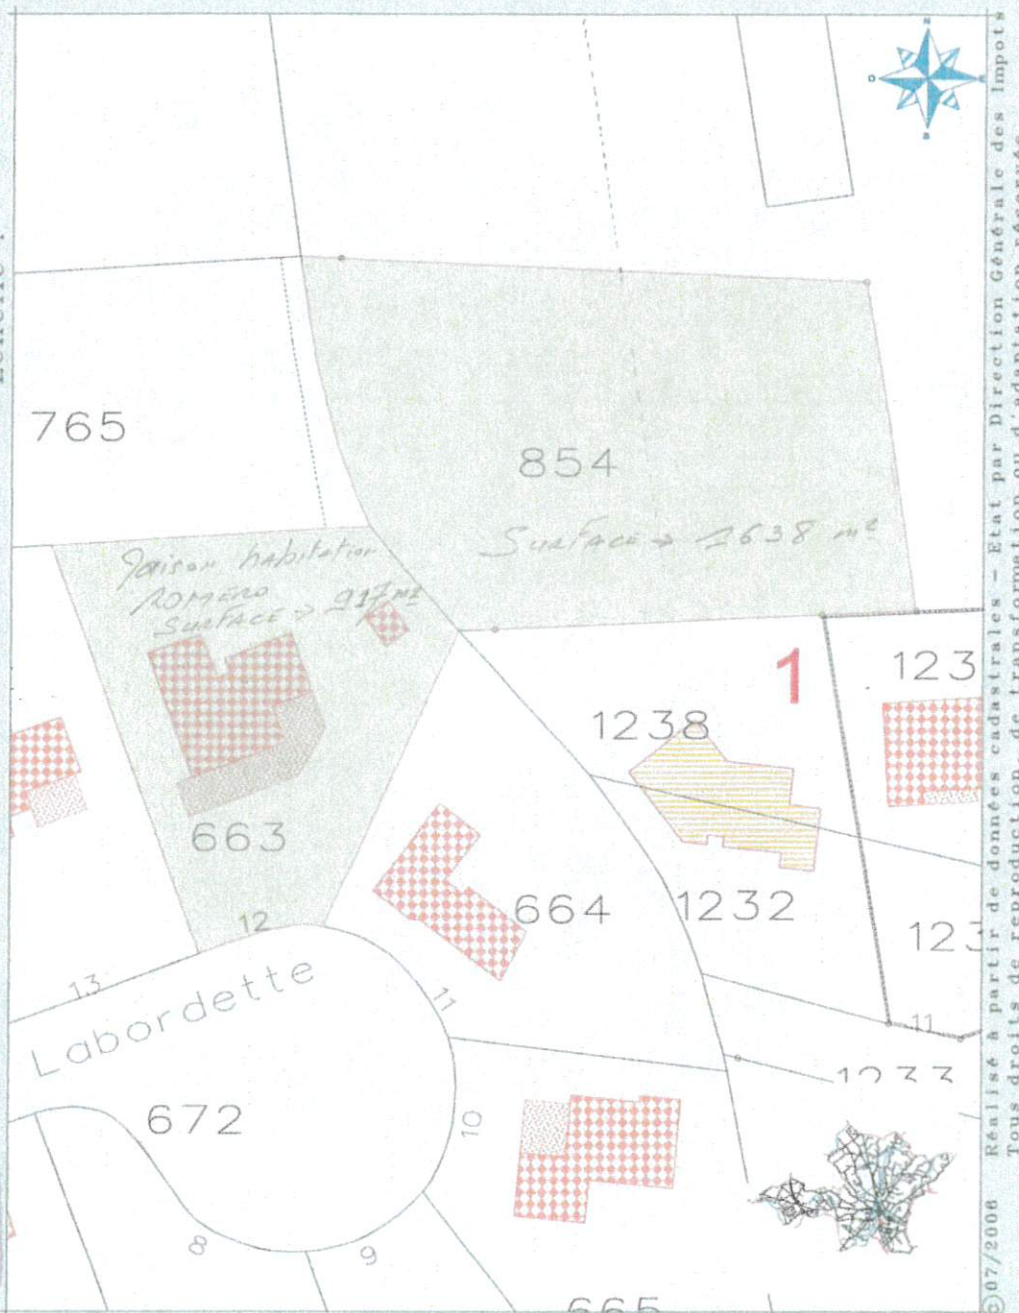 N
O
E
S
765
854
Surface → 1638 m²
Maison habitation
ROMERO
SURFACE → 917 m²
1
123
1238
663
664
1232
123
12
13
11
11
Labordette
1233
672
10
8
9
665
©07/2006 Réalisé à partir de données cadastrales - Etat par Direction Générale des Impots
Tous droits de reproduction, de transformation ou d'adaptation réservés